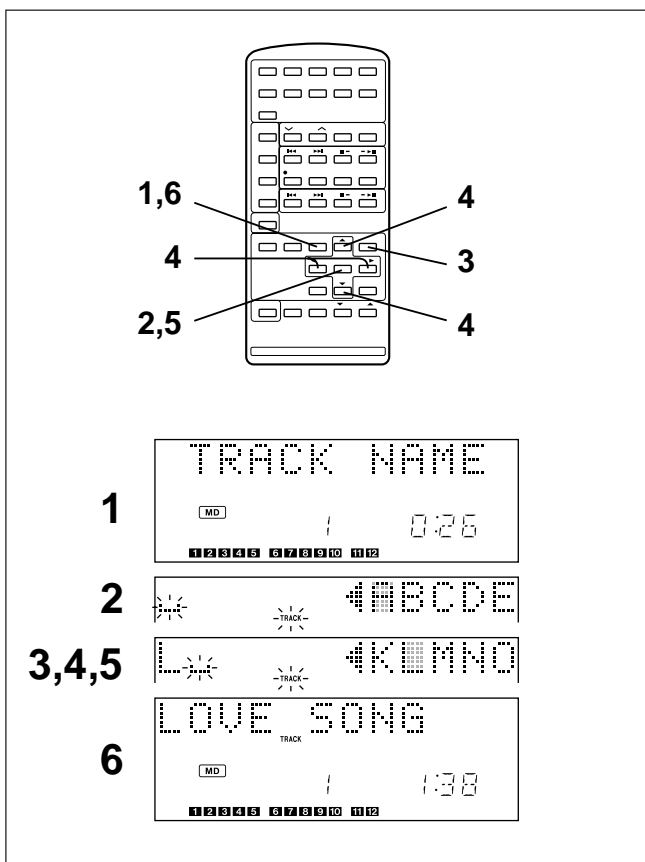 1,6
4
4
3
2,5
4
TRACK NAME
1
MD
1 0:26
1 2 3 4 5 6 7 8 9 10 11 12
2
TRACK
ABCDE
3,4,5
L
TRACK
KLMNO
LOVE SONG
TRACK
6
MD
1 1:38
1 2 3 4 5 6 7 8 9 10 11 12